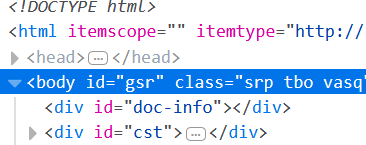 <!DOCTYPE html>
<html itemscope="" itemtype="http://
<head>…</head>
<body id="gsr" class="srp tbo vasq"
<div id="doc-info"></div>
<div id="cst">…</div>